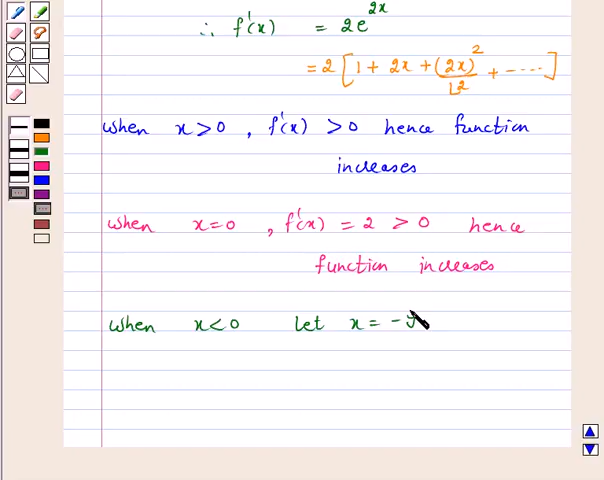 ∴ f'(x) = 2e^{2x}
= 2 [ 1 + 2x + (2x)^2/⌊2 + ---- ]
when x > 0 , f'(x) > 0 hence function
increases
when x = 0 , f'(x) = 2 > 0 hence
function increases
when x < 0 let x = - y